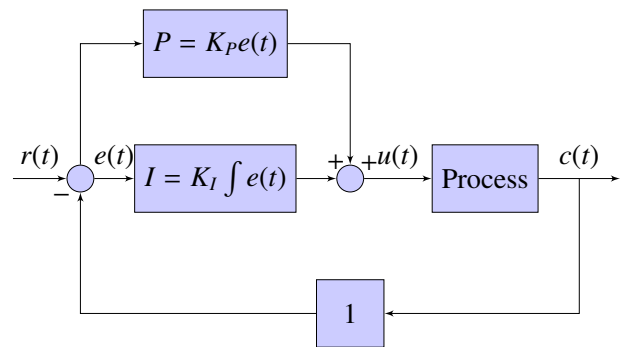 P = K_P e(t)
r(t)
e(t)
I = K_I ∫ e(t)
+
+
u(t)
Process
c(t)
−
1